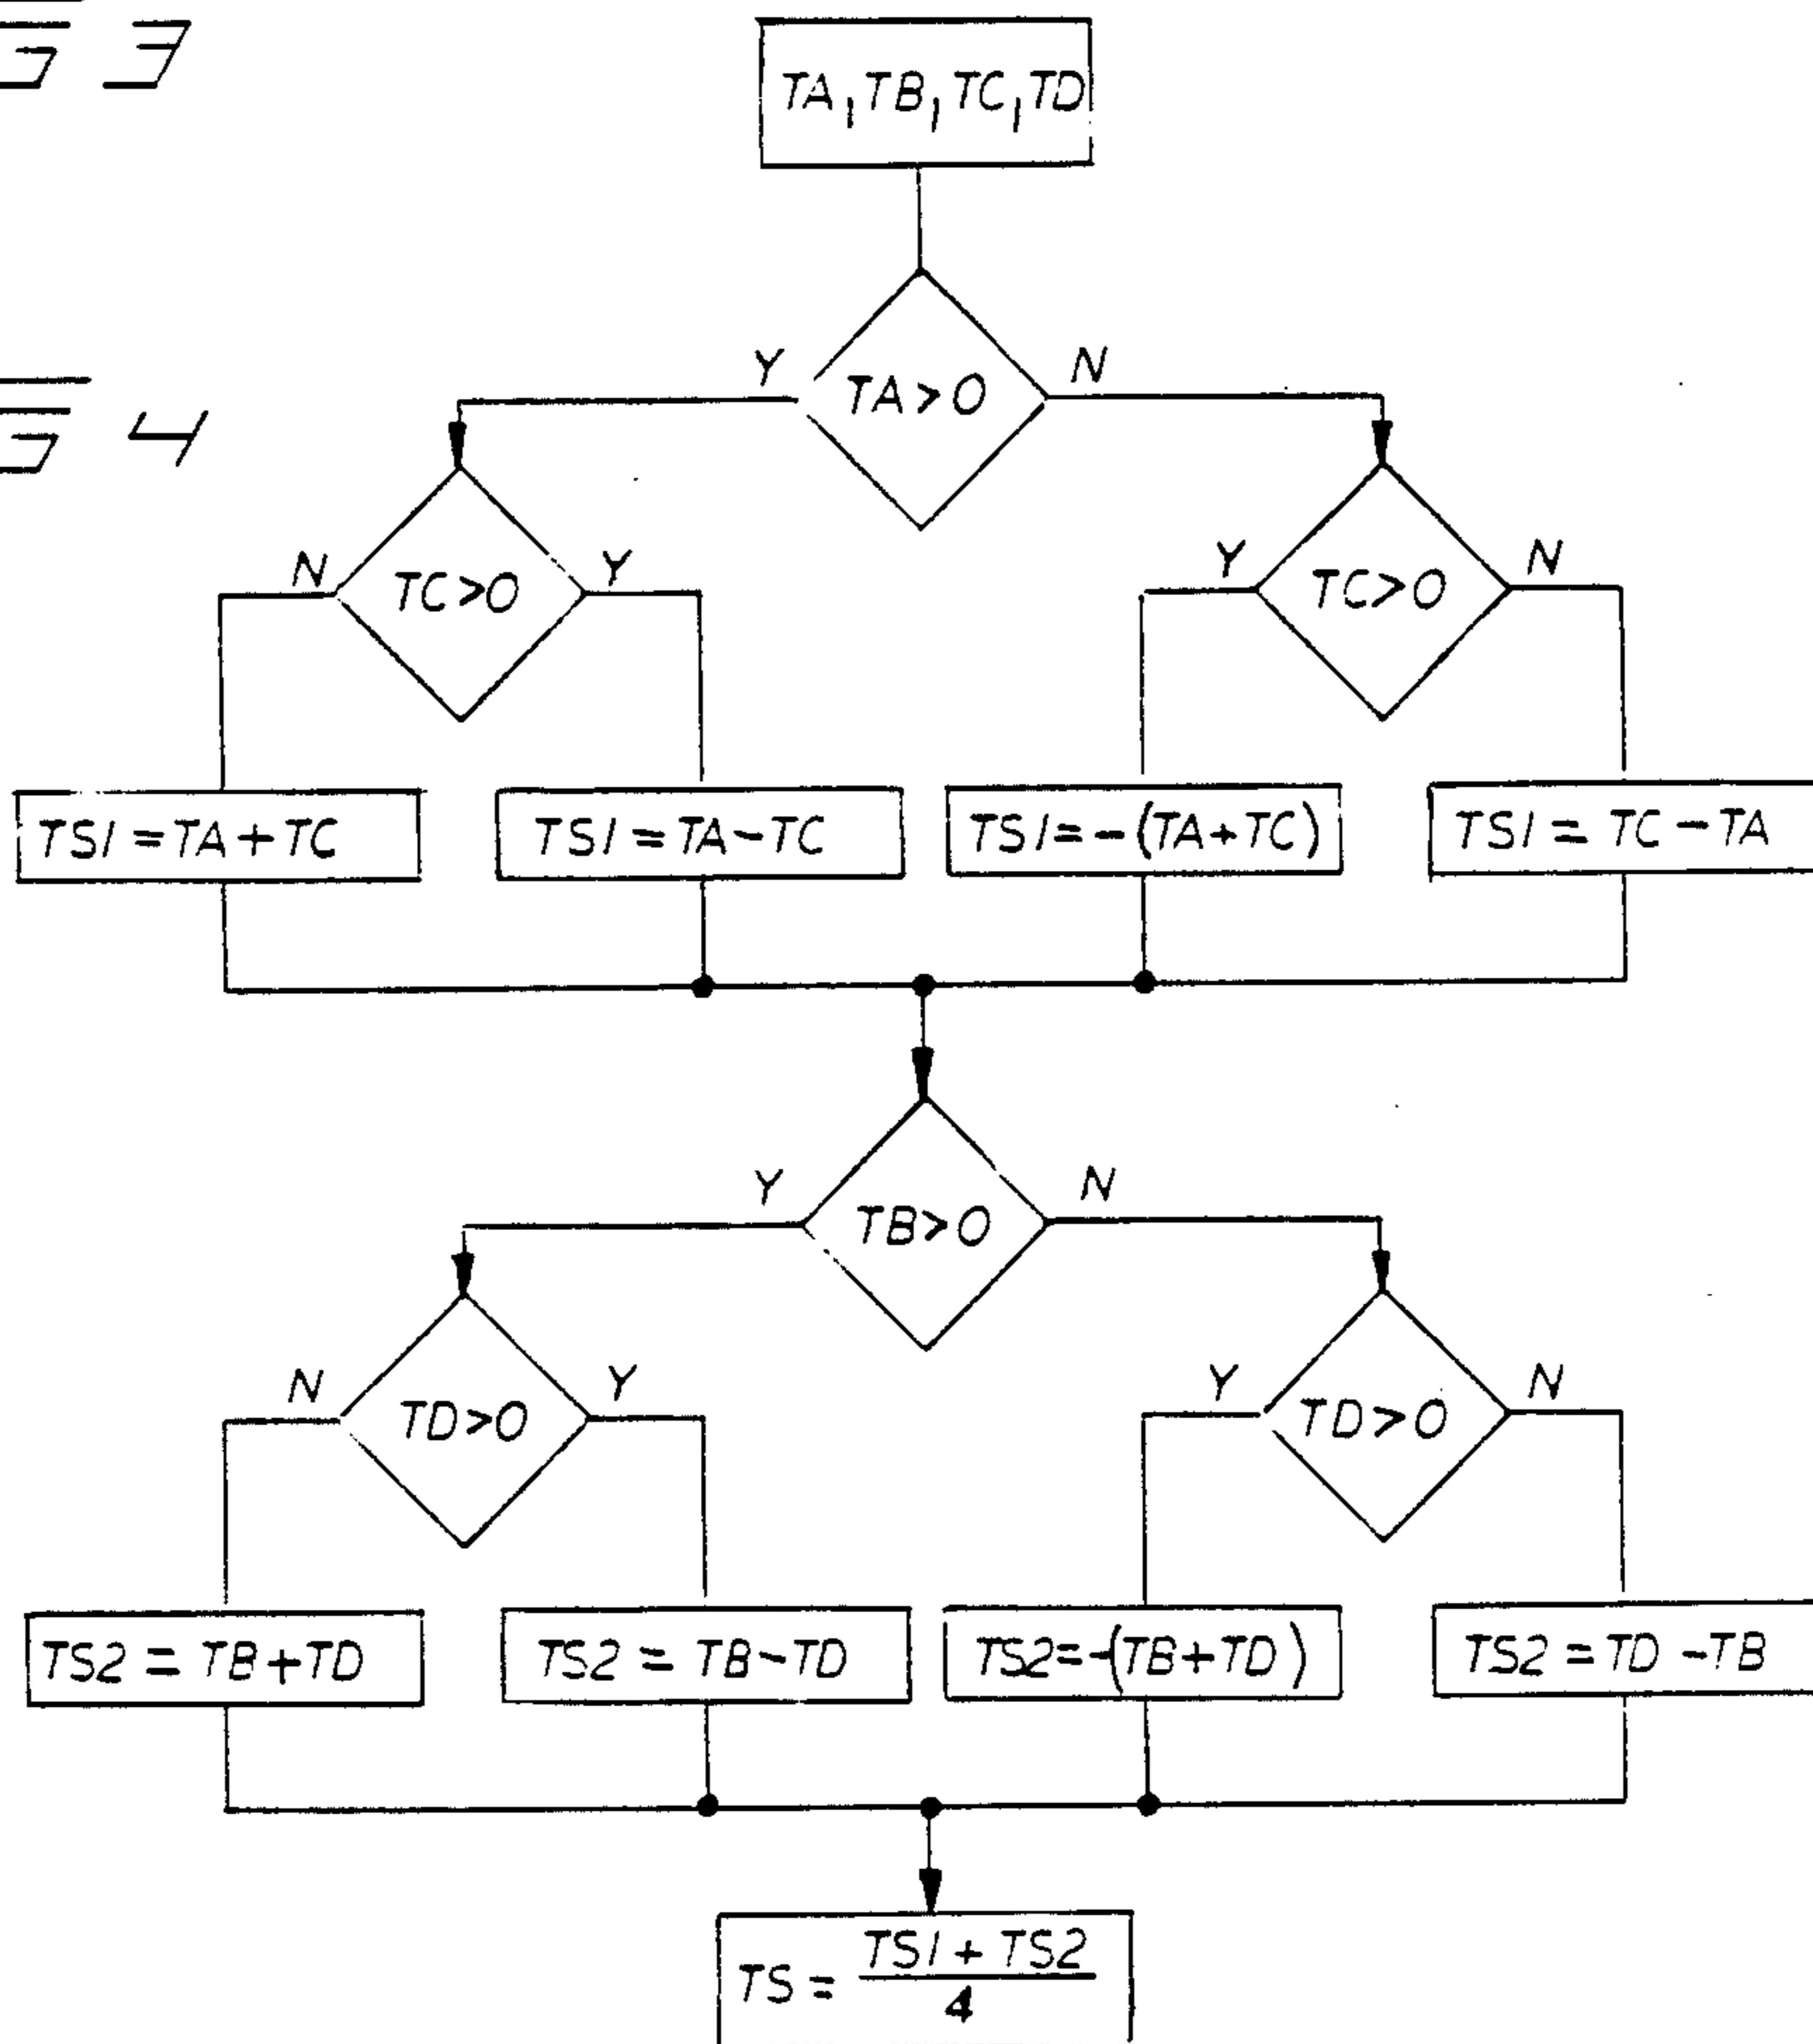 G 3
TA, TB, TC, TD
Y
TA>0
N
G 4
N
TC>0
Y
Y
TC>0
N
TS1=TA+TC
TS1=TA-TC
TS1=-(TA+TC)
TS1=TC-TA
Y
TB>0
N
N
TD>0
Y
Y
TD>0
N
TS2=TB+TD
TS2=TB-TD
TS2=-(TB+TD)
TS2=TD-TB
TS= TS1+TS2
4